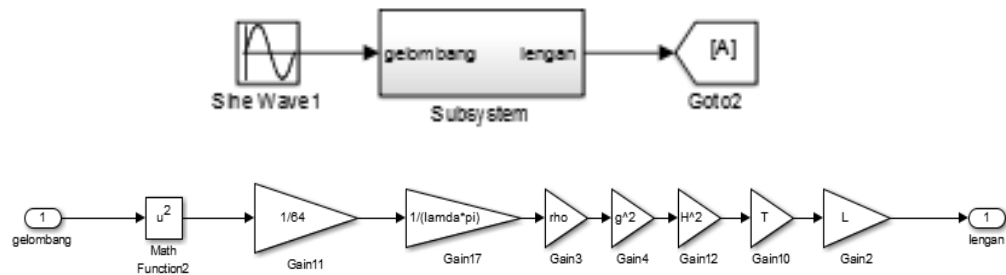 [A]
gelombang lengan
Sine Wave1
Subsystem
Goto2
1 u² 1/64 1/(lamda*pi) rho g^2 H^2 T L 1
gelombang
lengan
Math
Function2
Gain11 Gain17 Gain3 Gain4 Gain12 Gain10 Gain2